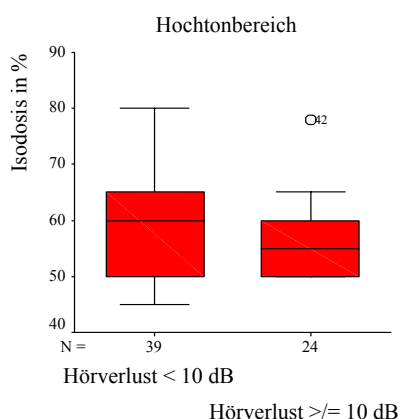 Hochtonbereich
Isodosis in %
90
80
70
60
50
40
42
N = 39 24
Hörverlust < 10 dB
Hörverlust >/= 10 dB